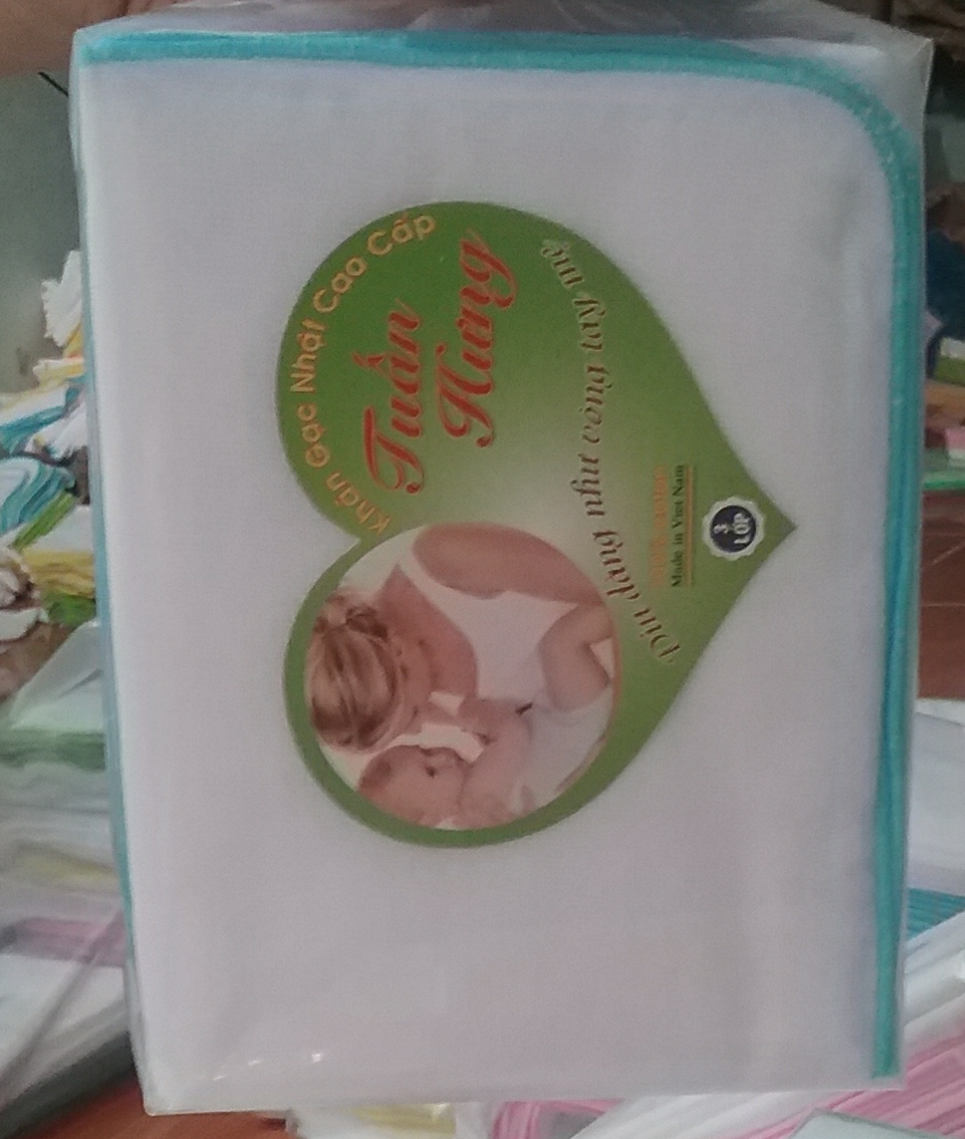 Khăn Gạc Nhật Cao Cấp
Tuấn
Hưng
Dịu dàng như vòng tay mẹ
Made in Viet Nam
3
LỚP